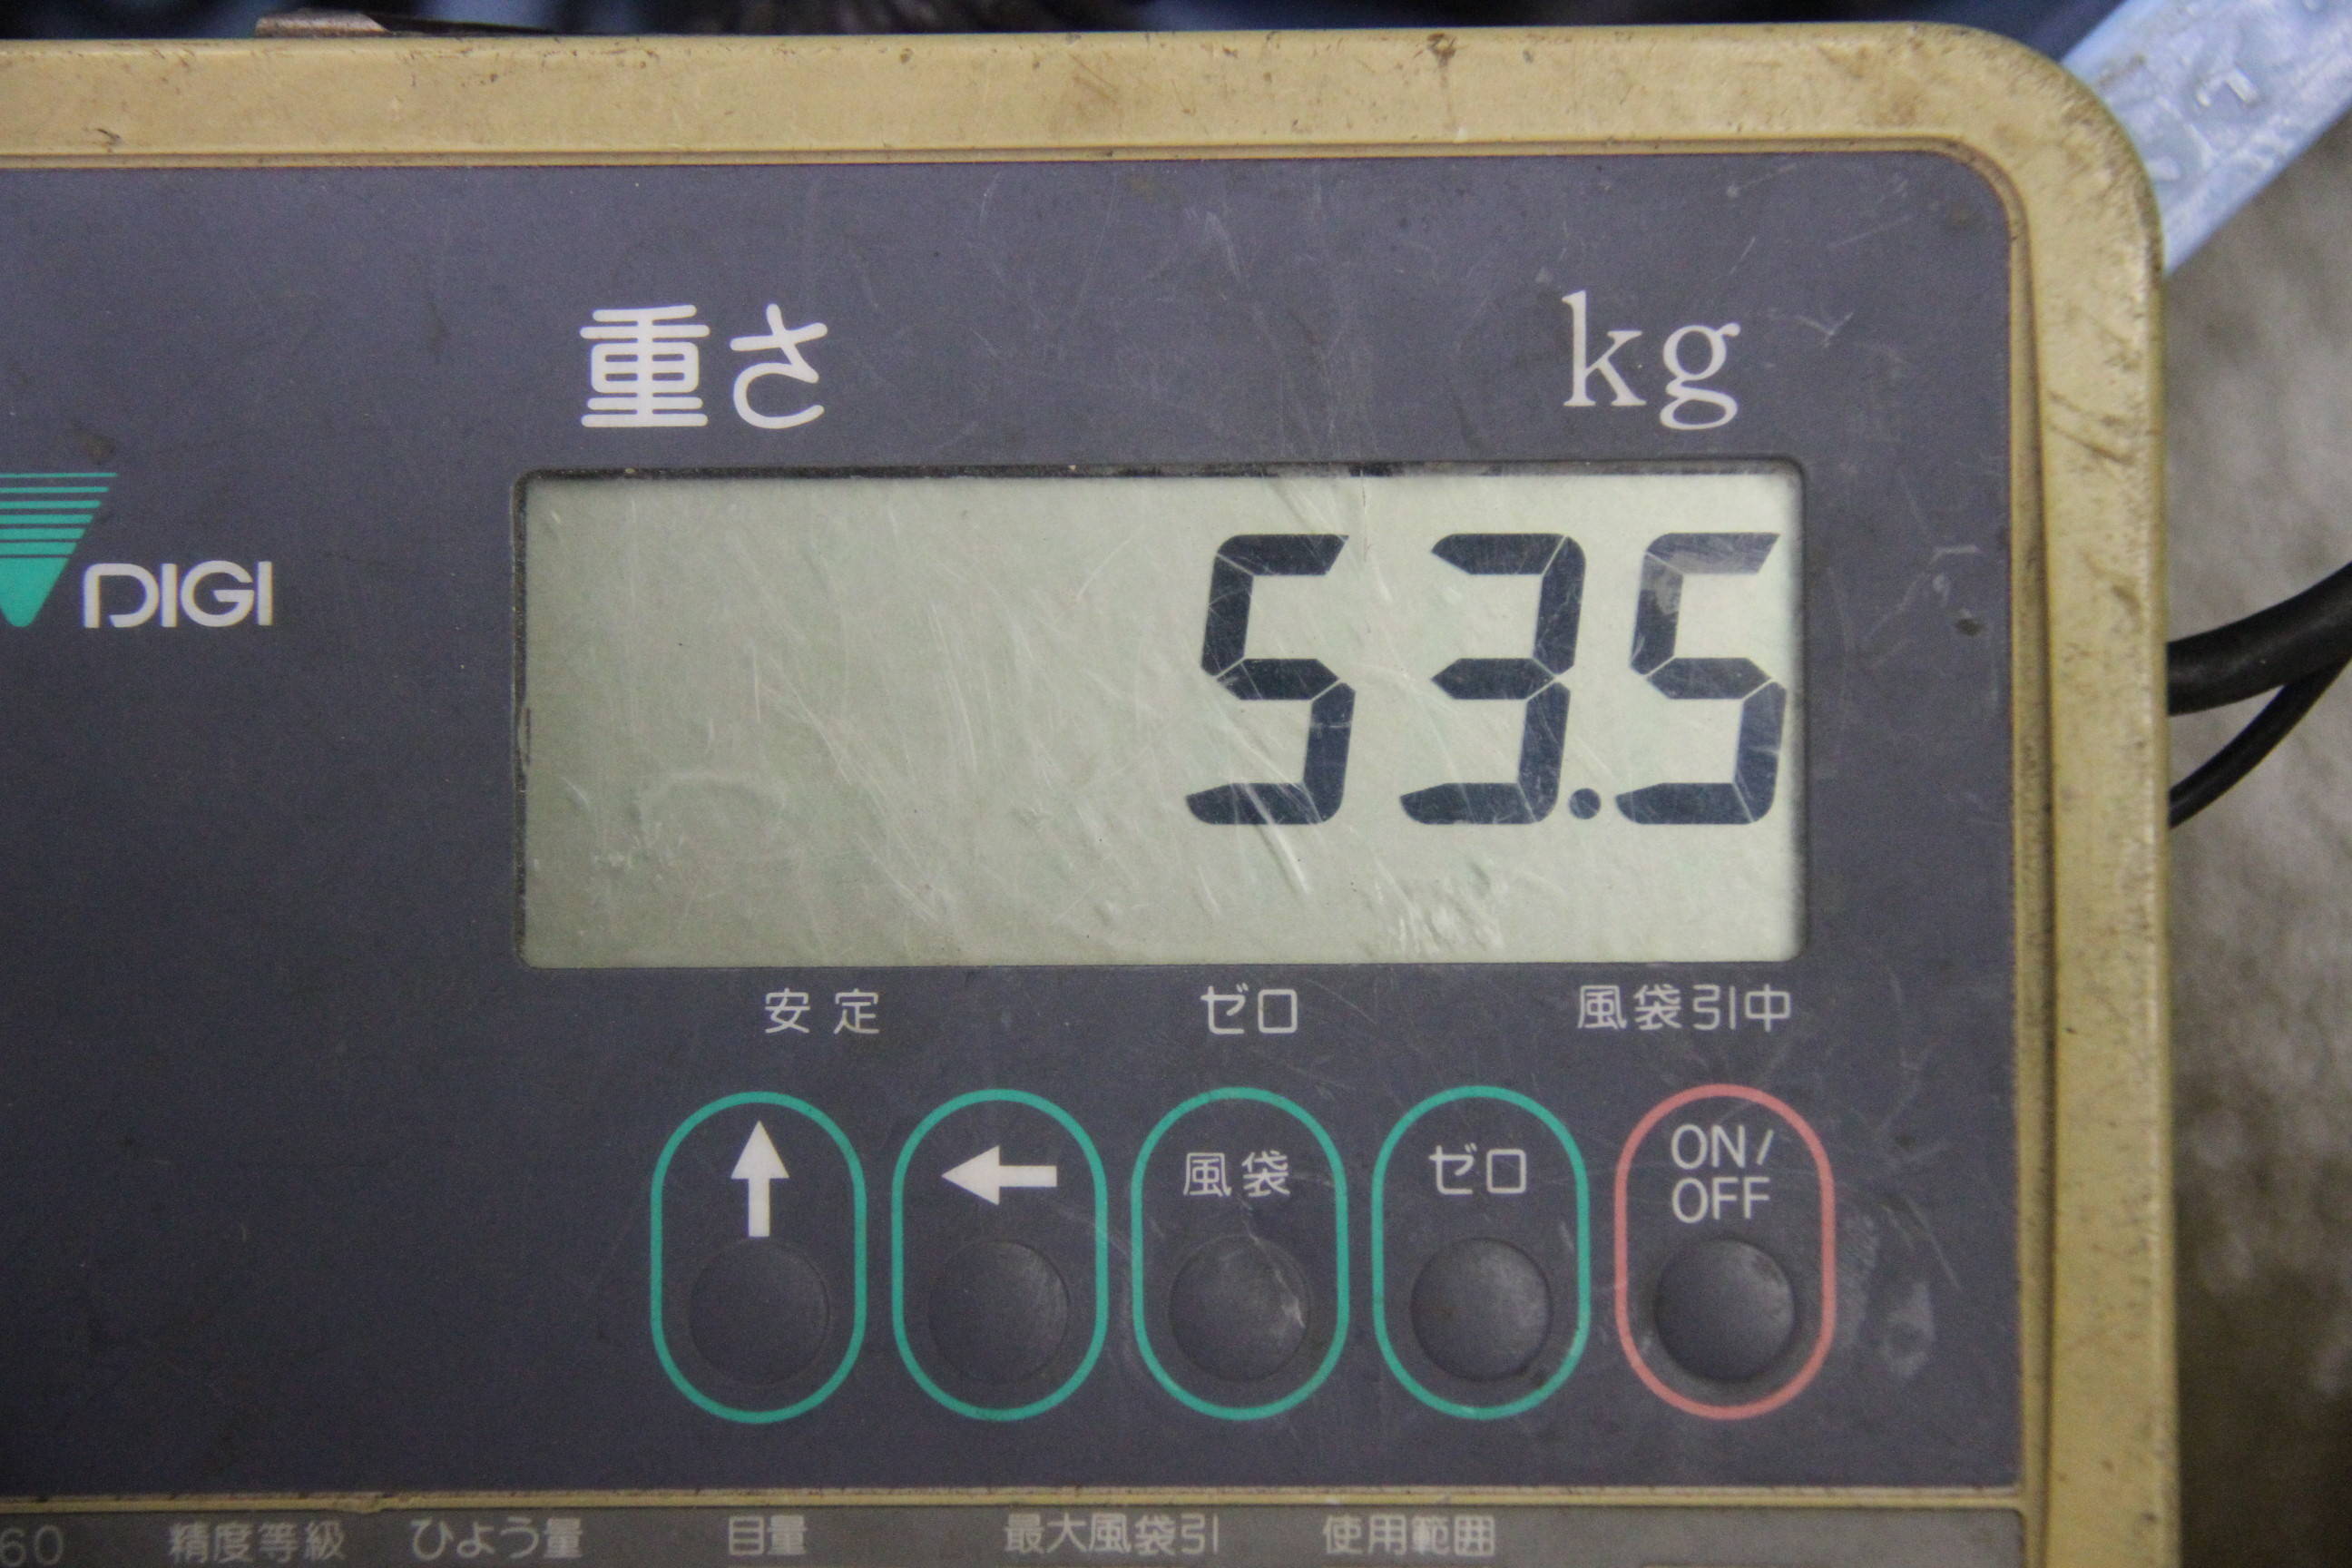 重さ kg
DIGI
53.5
安定 ゼロ 風袋引中
風袋 ゼロ ON/
OFF
60 精度等級 ひょう量 目量 最大風袋引 使用範囲